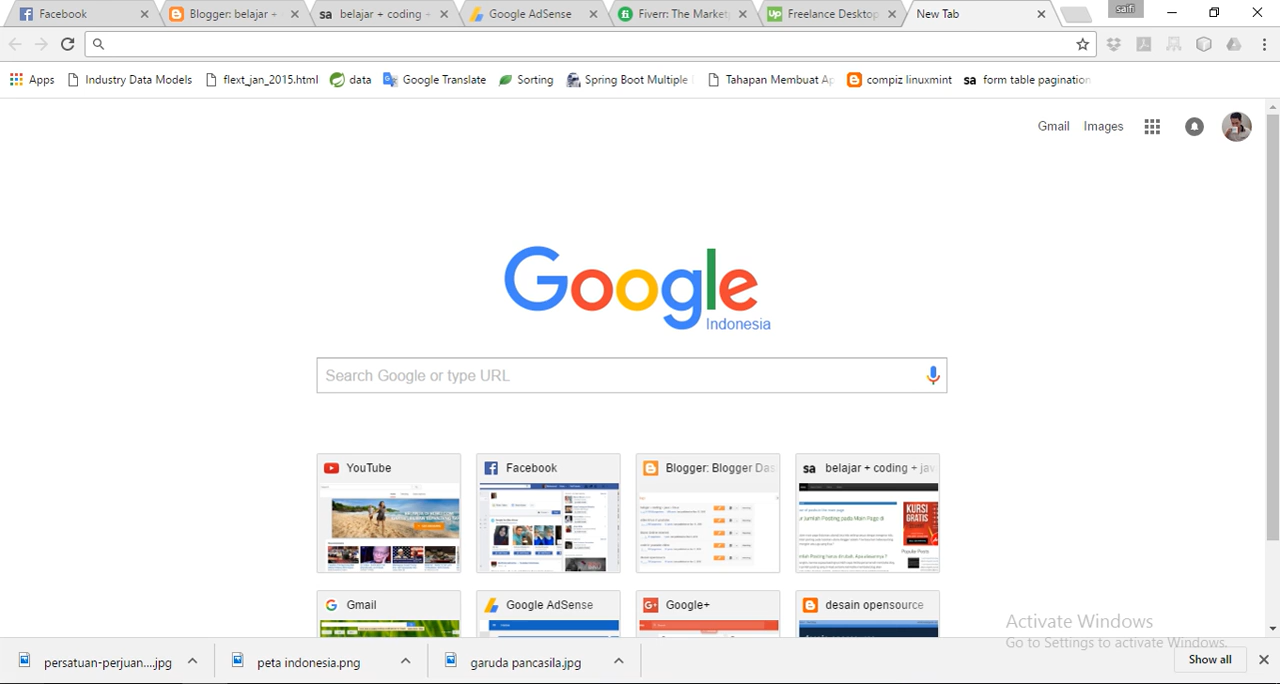 Facebook
Blogger: belajar +
belajar + coding +
Google AdSense
Fiverr: The Market
Freelance Desktop
New Tab
saifi
Apps
Industry Data Models
flext_jan_2015.html
data
Google Translate
Sorting
Spring Boot Multiple
Tahapan Membuat Ap
compiz linuxmint
sa form table pagination
Gmail
Images
Google
Indonesia
Search Google or type URL
YouTube
Facebook
Blogger: Blogger Das
sa belajar + coding + jav
KURSI
GRATIS
Gmail
Google AdSense
Google+
desain opensource
Activate Windows
Go to Settings to activate Windows.
persatuan-perjuan....jpg
peta indonesia.png
garuda pancasila.jpg
Show all